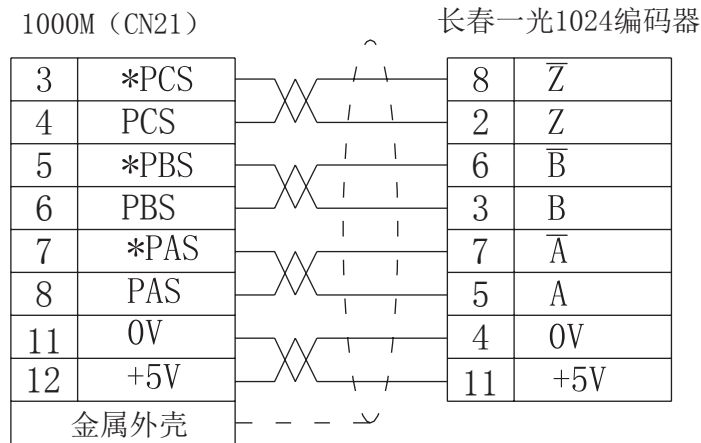 1000M（CN21） 长春一光1024编码器
3 *PCS 8 Z̅
4 PCS 2 Z
5 *PBS 6 B̅
6 PBS 3 B
7 *PAS 7 A̅
8 PAS 5 A
11 0V 4 0V
12 +5V 11 +5V
金属外壳